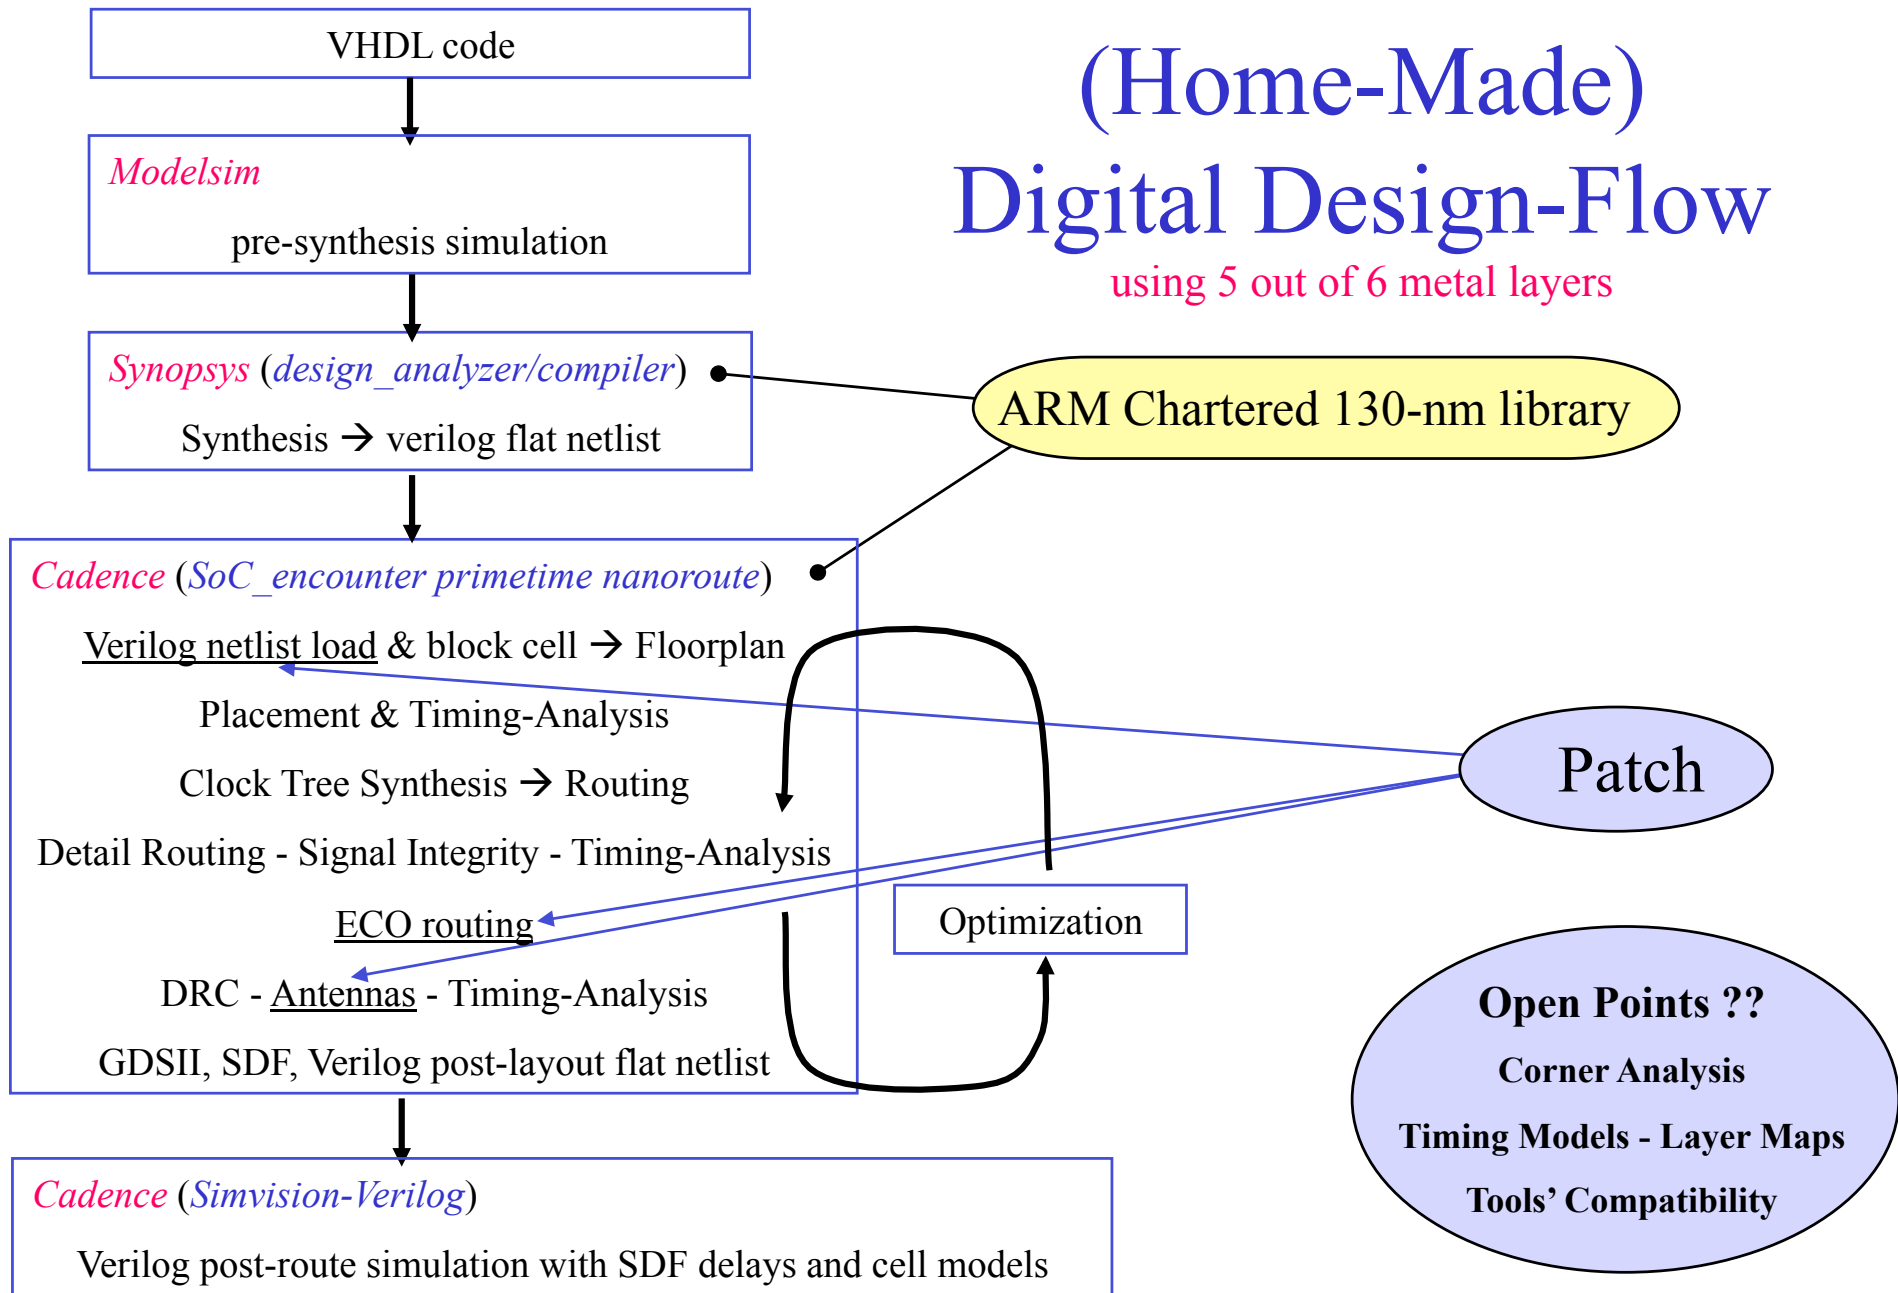 VHDL code
(Home-Made)
Digital Design-Flow
using 5 out of 6 metal layers
Modelsim
pre-synthesis simulation
Synopsys (design_analyzer/compiler)
Synthesis → verilog flat netlist
ARM Chartered 130-nm library
Cadence (SoC_encounter primetime nanoroute)
Verilog netlist load & block cell → Floorplan
Placement & Timing-Analysis
Clock Tree Synthesis → Routing
Detail Routing - Signal Integrity - Timing-Analysis
ECO routing
DRC - Antennas - Timing-Analysis
GDSII, SDF, Verilog post-layout flat netlist
Optimization
Patch
Open Points ??
Corner Analysis
Timing Models - Layer Maps
Tools’ Compatibility
Cadence (Simvision-Verilog)
Verilog post-route simulation with SDF delays and cell models